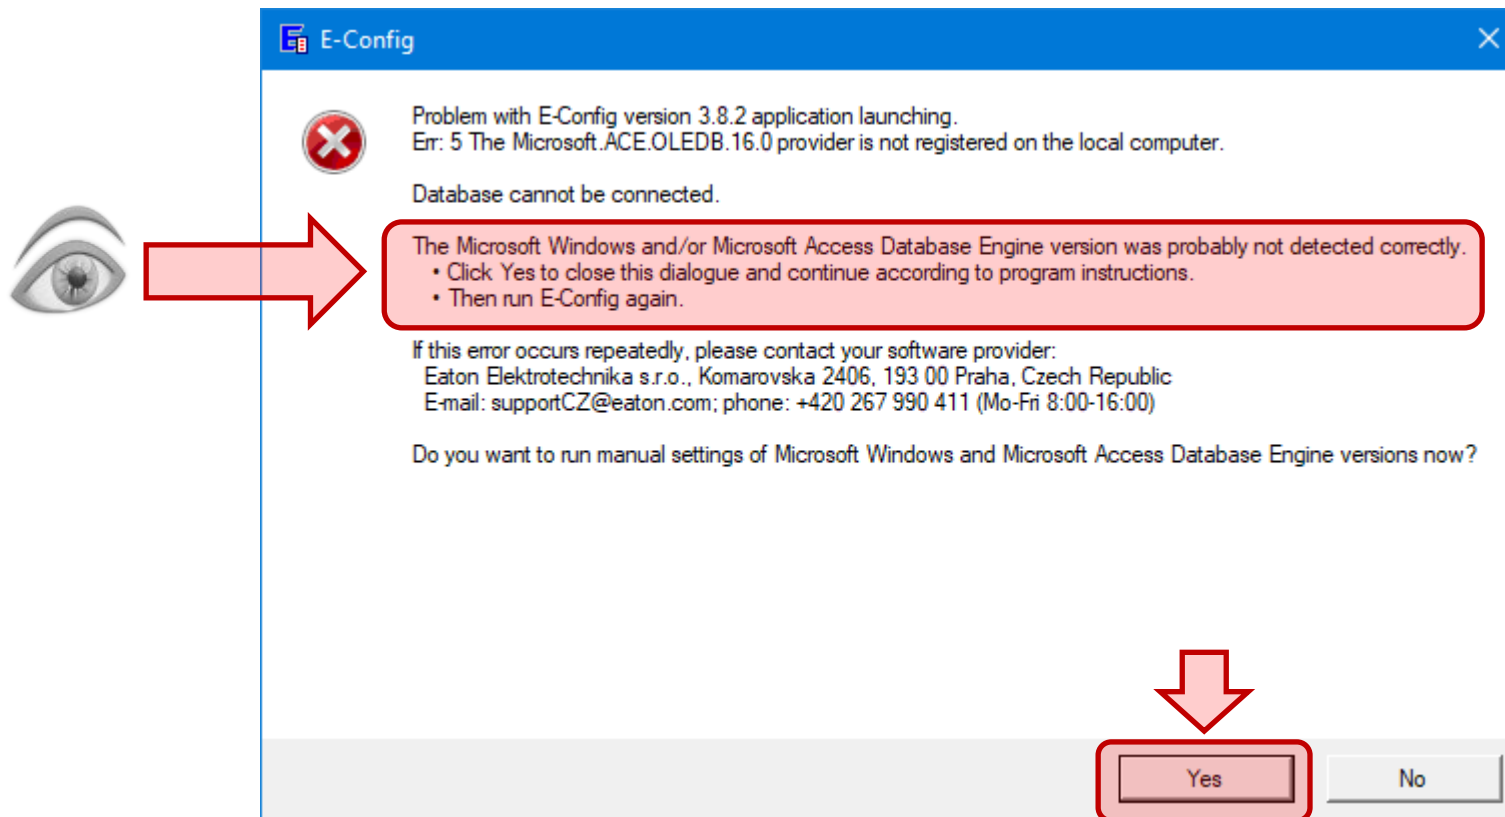 E-Config
Problem with E-Config version 3.8.2 application launching.
Err: 5 The Microsoft.ACE.OLEDB.16.0 provider is not registered on the local computer.
Database cannot be connected.
The Microsoft Windows and/or Microsoft Access Database Engine version was probably not detected correctly.
• Click Yes to close this dialogue and continue according to program instructions.
• Then run E-Config again.
If this error occurs repeatedly, please contact your software provider:
Eaton Elektrotechnika s.r.o., Komarovska 2406, 193 00 Praha, Czech Republic
E-mail: supportCZ@eaton.com; phone: +420 267 990 411 (Mo-Fri 8:00-16:00)
Do you want to run manual settings of Microsoft Windows and Microsoft Access Database Engine versions now?
Yes No